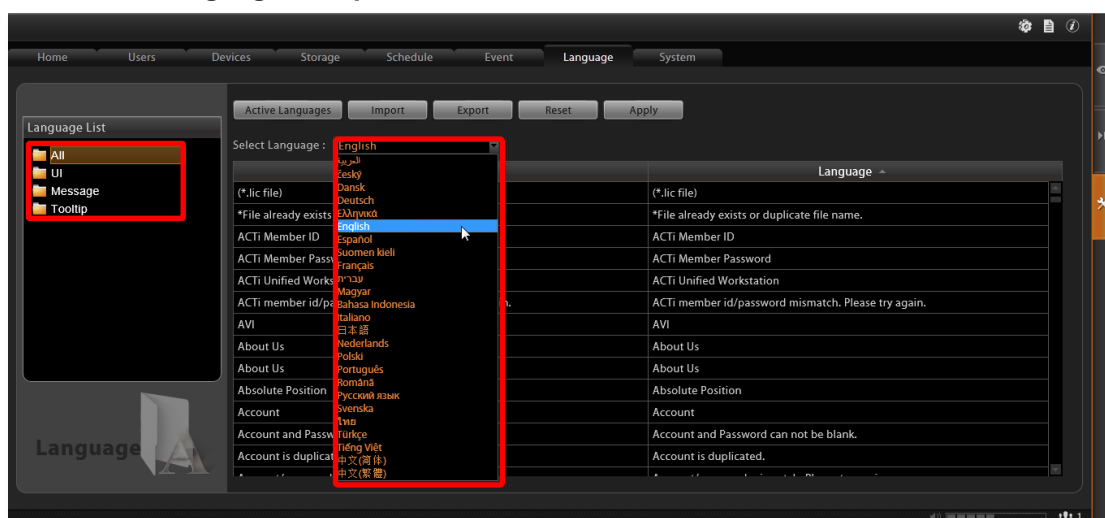 Home Users Devices Storage Schedule Event Language System
Active Languages Import Export Reset Apply
Language List
All
UI
Message
Tooltip
Language
Select Language : English
العربية
český
Dansk
Deutsch
Ελληνικά
English
Español
Suomen kieli
Français
עברית
Magyar
Bahasa Indonesia
Italiano
日本語
Nederlands
Polski
Português
Română
Русский язык
Svenska
ไทย
Türkçe
Tiếng Việt
中文(简体)
中文(繁體)
Language
(*.lic file) (*.lic file)
*File already exists *File already exists or duplicate file name.
ACTi Member ID ACTi Member ID
ACTi Member Passw ACTi Member Password
ACTi Unified Works ACTi Unified Workstation
ACTi member id/pa n. ACTi member id/password mismatch. Please try again.
AVI AVI
About Us About Us
About Us About Us
Absolute Position Absolute Position
Account Account
Account and Passw Account and Password can not be blank.
Account is duplicat Account is duplicated.
1